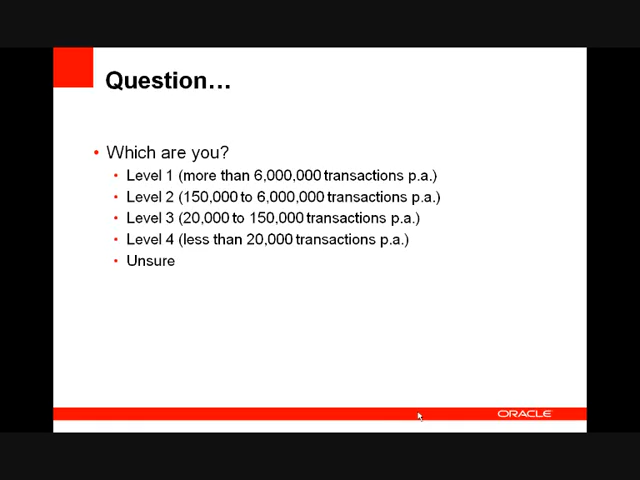 Question…
• Which are you?
• Level 1 (more than 6,000,000 transactions p.a.)
• Level 2 (150,000 to 6,000,000 transactions p.a.)
• Level 3 (20,000 to 150,000 transactions p.a.)
• Level 4 (less than 20,000 transactions p.a.)
• Unsure
ORACLE